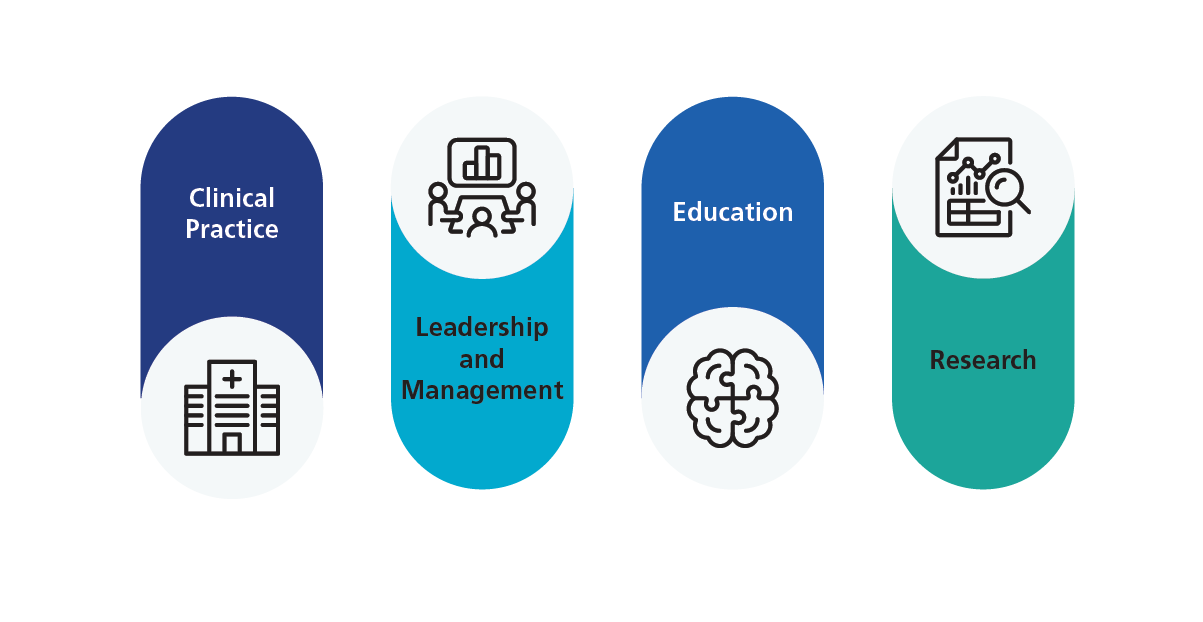 Clinical
Practice
Leadership
and
Management
Education
Research